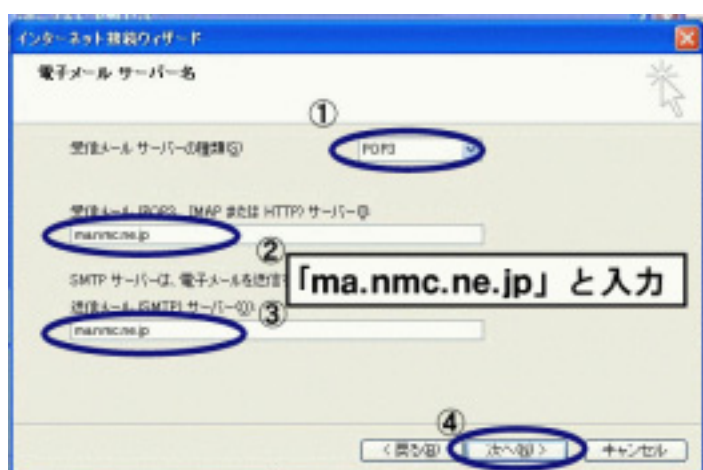 インターネット接続ウィザード
電子メール サーバー名
①
受信メール サーバーの種類(S)
POP3
受信メール (POP3、IMAP または HTTP) サーバー(I)
ma.nmc.ne.jp
②
「ma.nmc.ne.jp」と入力
SMTP サーバーは、電子メールを送信
送信メール (SMTP) サーバー(O)
③
ma.nmc.ne.jp
④
< 戻る(B)
次へ(N) >
キャンセル